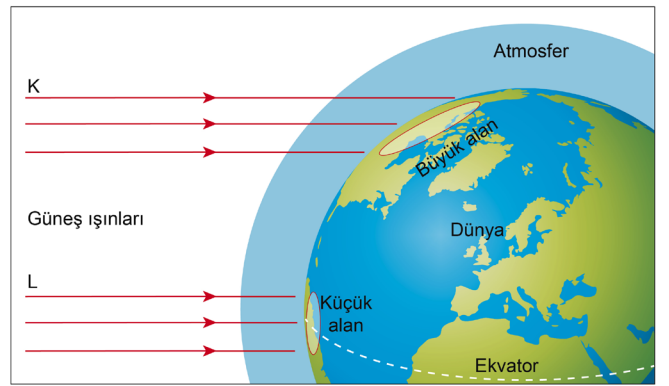 Atmosfer
K
Büyük alan
Güneş ışınları
Dünya
L
Küçük
alan
Ekvator